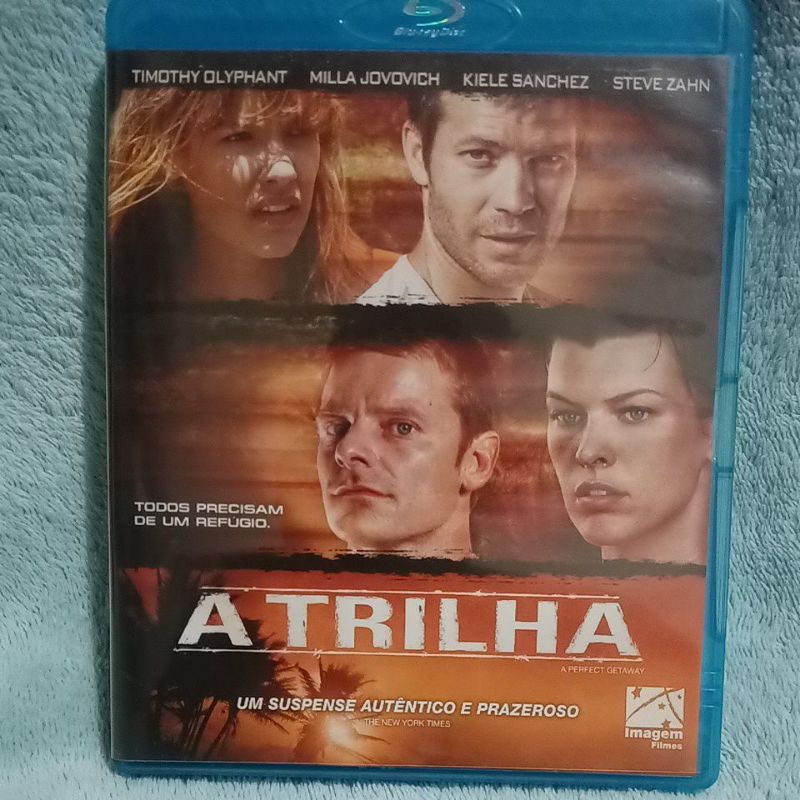 Blu-ray Disc
TIMOTHY OLYPHANT MILLA JOVOVICH KIELE SANCHEZ STEVE ZAHN
TODOS PRECISAM
DE UM REFÚGIO.
A TRILHA
A PERFECT GETAWAY
UM SUSPENSE AUTÊNTICO E PRAZEROSO
THE NEW YORK TIMES
Imagem
Filmes